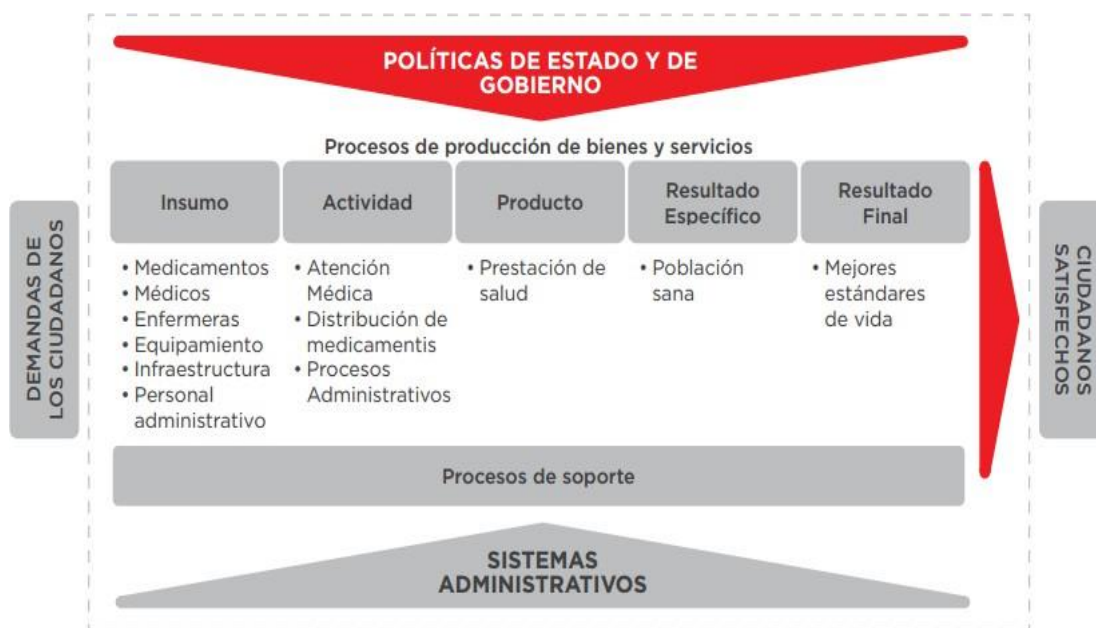 POLÍTICAS DE ESTADO Y DE
GOBIERNO
Procesos de producción de bienes y servicios
DEMANDAS DE
LOS CIUDADANOS
Insumo
• Medicamentos
• Médicos
• Enfermeras
• Equipamiento
• Infraestructura
• Personal
administrativo
Actividad
• Atención
Médica
• Distribución de
medicamentis
• Procesos
Administrativos
Producto
• Prestación de
salud
Resultado
Específico
• Población
sana
Resultado
Final
• Mejores
estándares
de vida
CIUDADANOS
SATISFECHOS
Procesos de soporte
SISTEMAS
ADMINISTRATIVOS